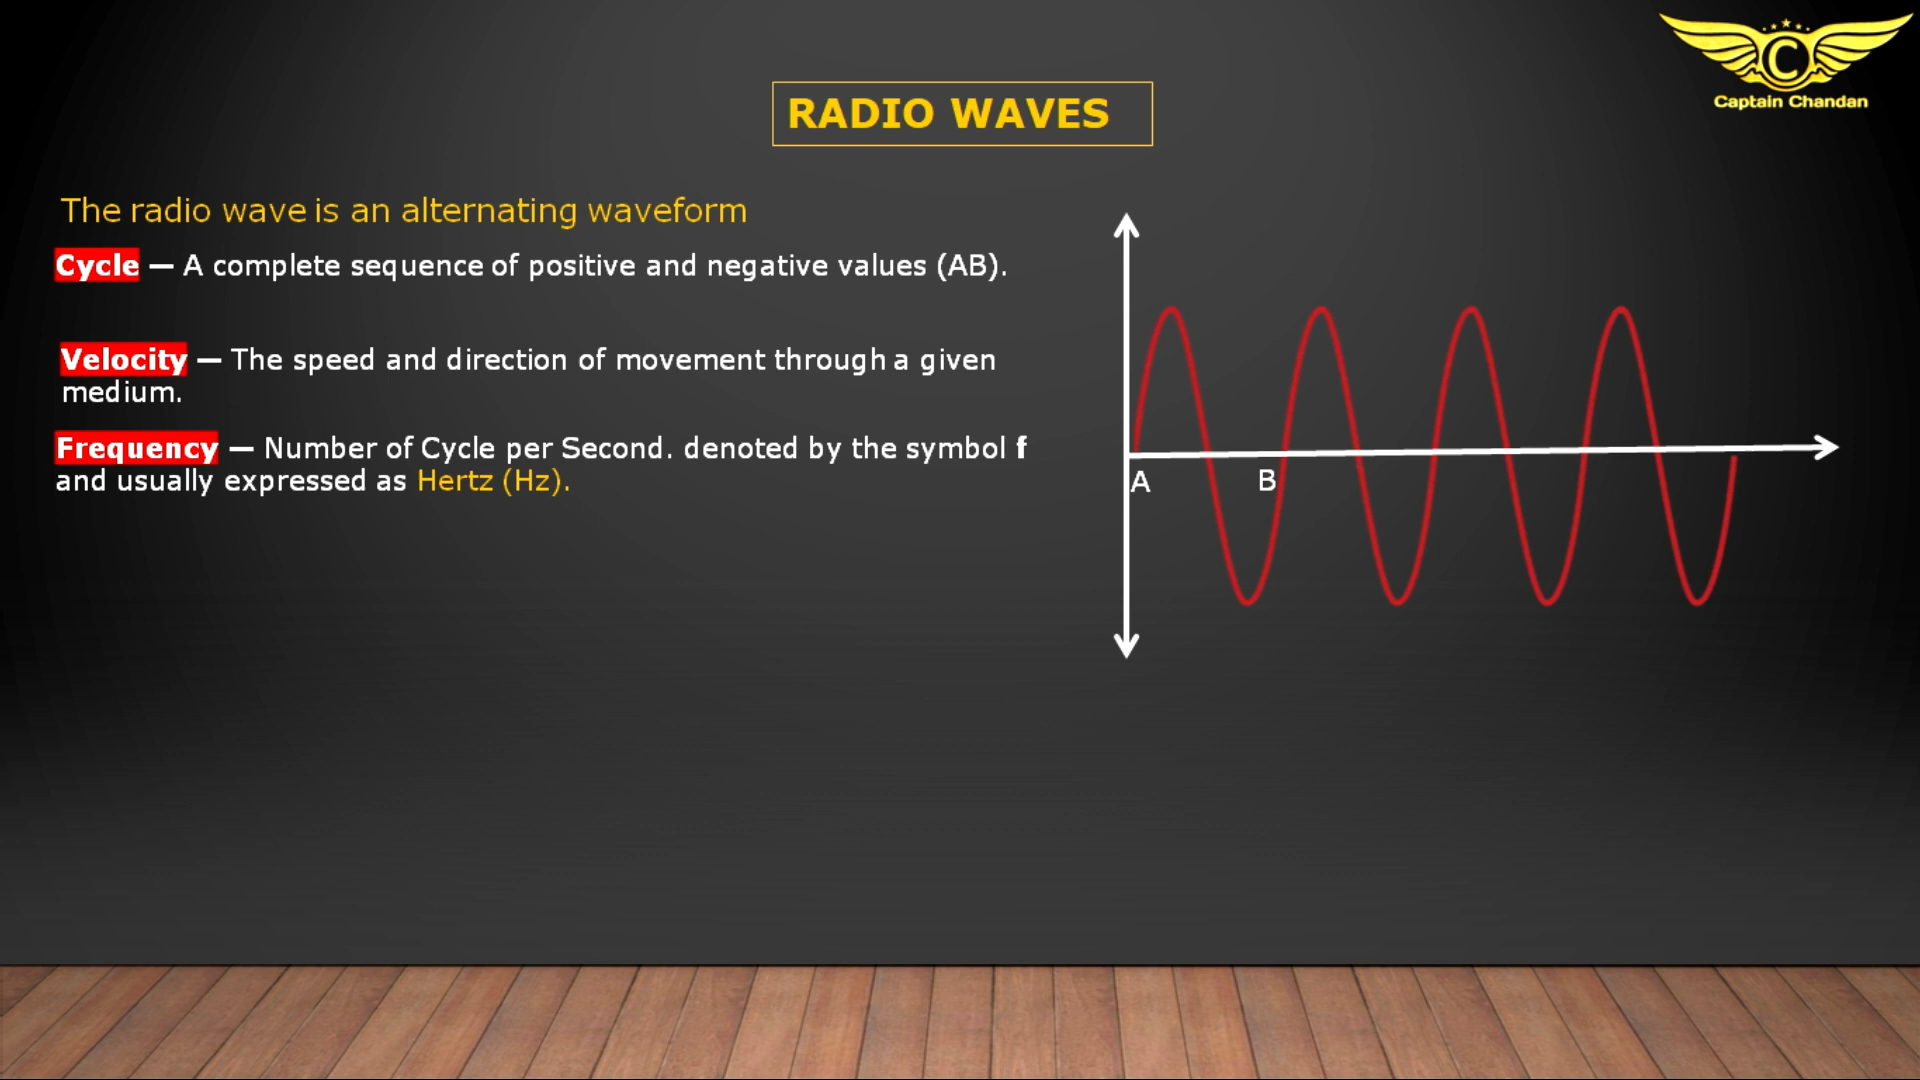 C
Captain Chandan
RADIO WAVES
The radio wave is an alternating waveform
Cycle — A complete sequence of positive and negative values (AB).
Velocity — The speed and direction of movement through a given
medium.
Frequency — Number of Cycle per Second. denoted by the symbol f
and usually expressed as Hertz (Hz).
A
B